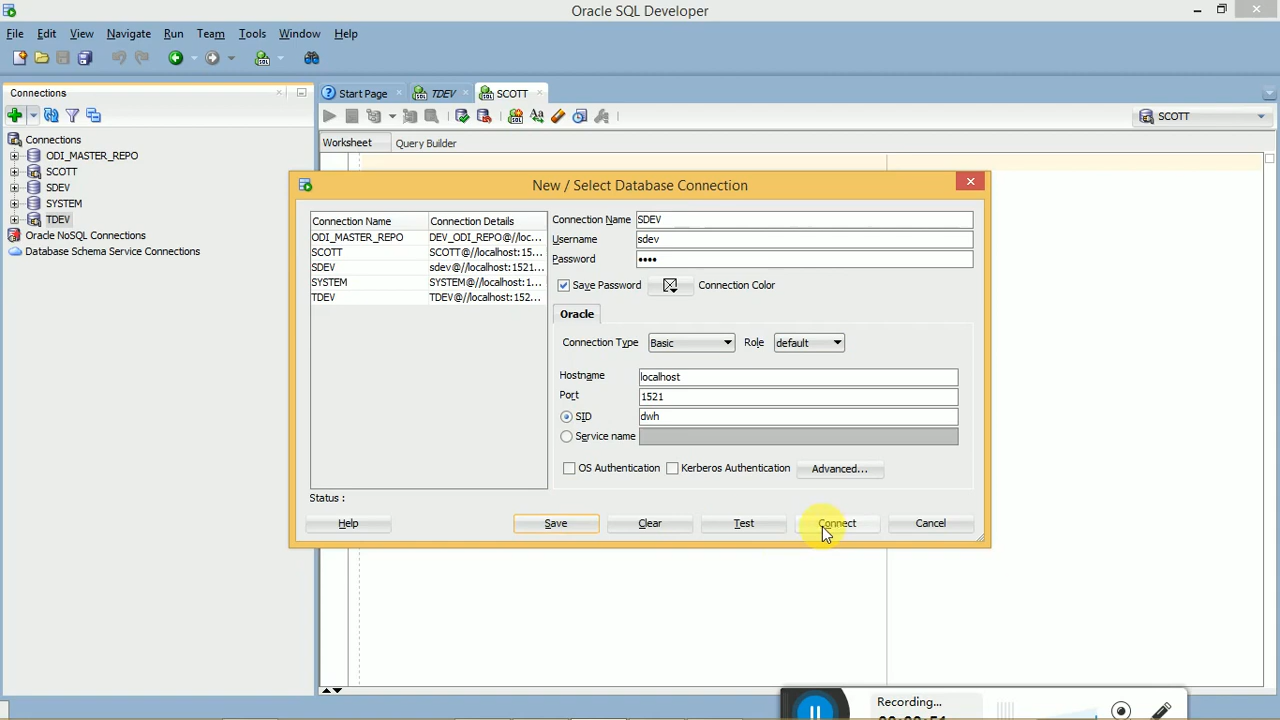 Oracle SQL Developer
File Edit View Navigate Run Team Tools Window Help
Connections
Start Page
TDEV
SCOTT
SCOTT
Worksheet
Query Builder
Connections
ODI_MASTER_REPO
SCOTT
SDEV
SYSTEM
TDEV
Oracle NoSQL Connections
Database Schema Service Connections
New / Select Database Connection
Connection Name Connection Details
ODI_MASTER_REPO DEV_ODI_REPO@//loc...
SCOTT SCOTT@//localhost:15...
SDEV sdev@//localhost:1521...
SYSTEM SYSTEM@//localhost:1...
TDEV TDEV@//localhost:152...
Connection Name SDEV
Username sdev
Password ••••
Save Password Connection Color
Oracle
Connection Type Basic Role default
Hostname localhost
Port 1521
SID dwh
Service name
OS Authentication Kerberos Authentication Advanced...
Status :
Help Save Clear Test Connect Cancel
Recording...